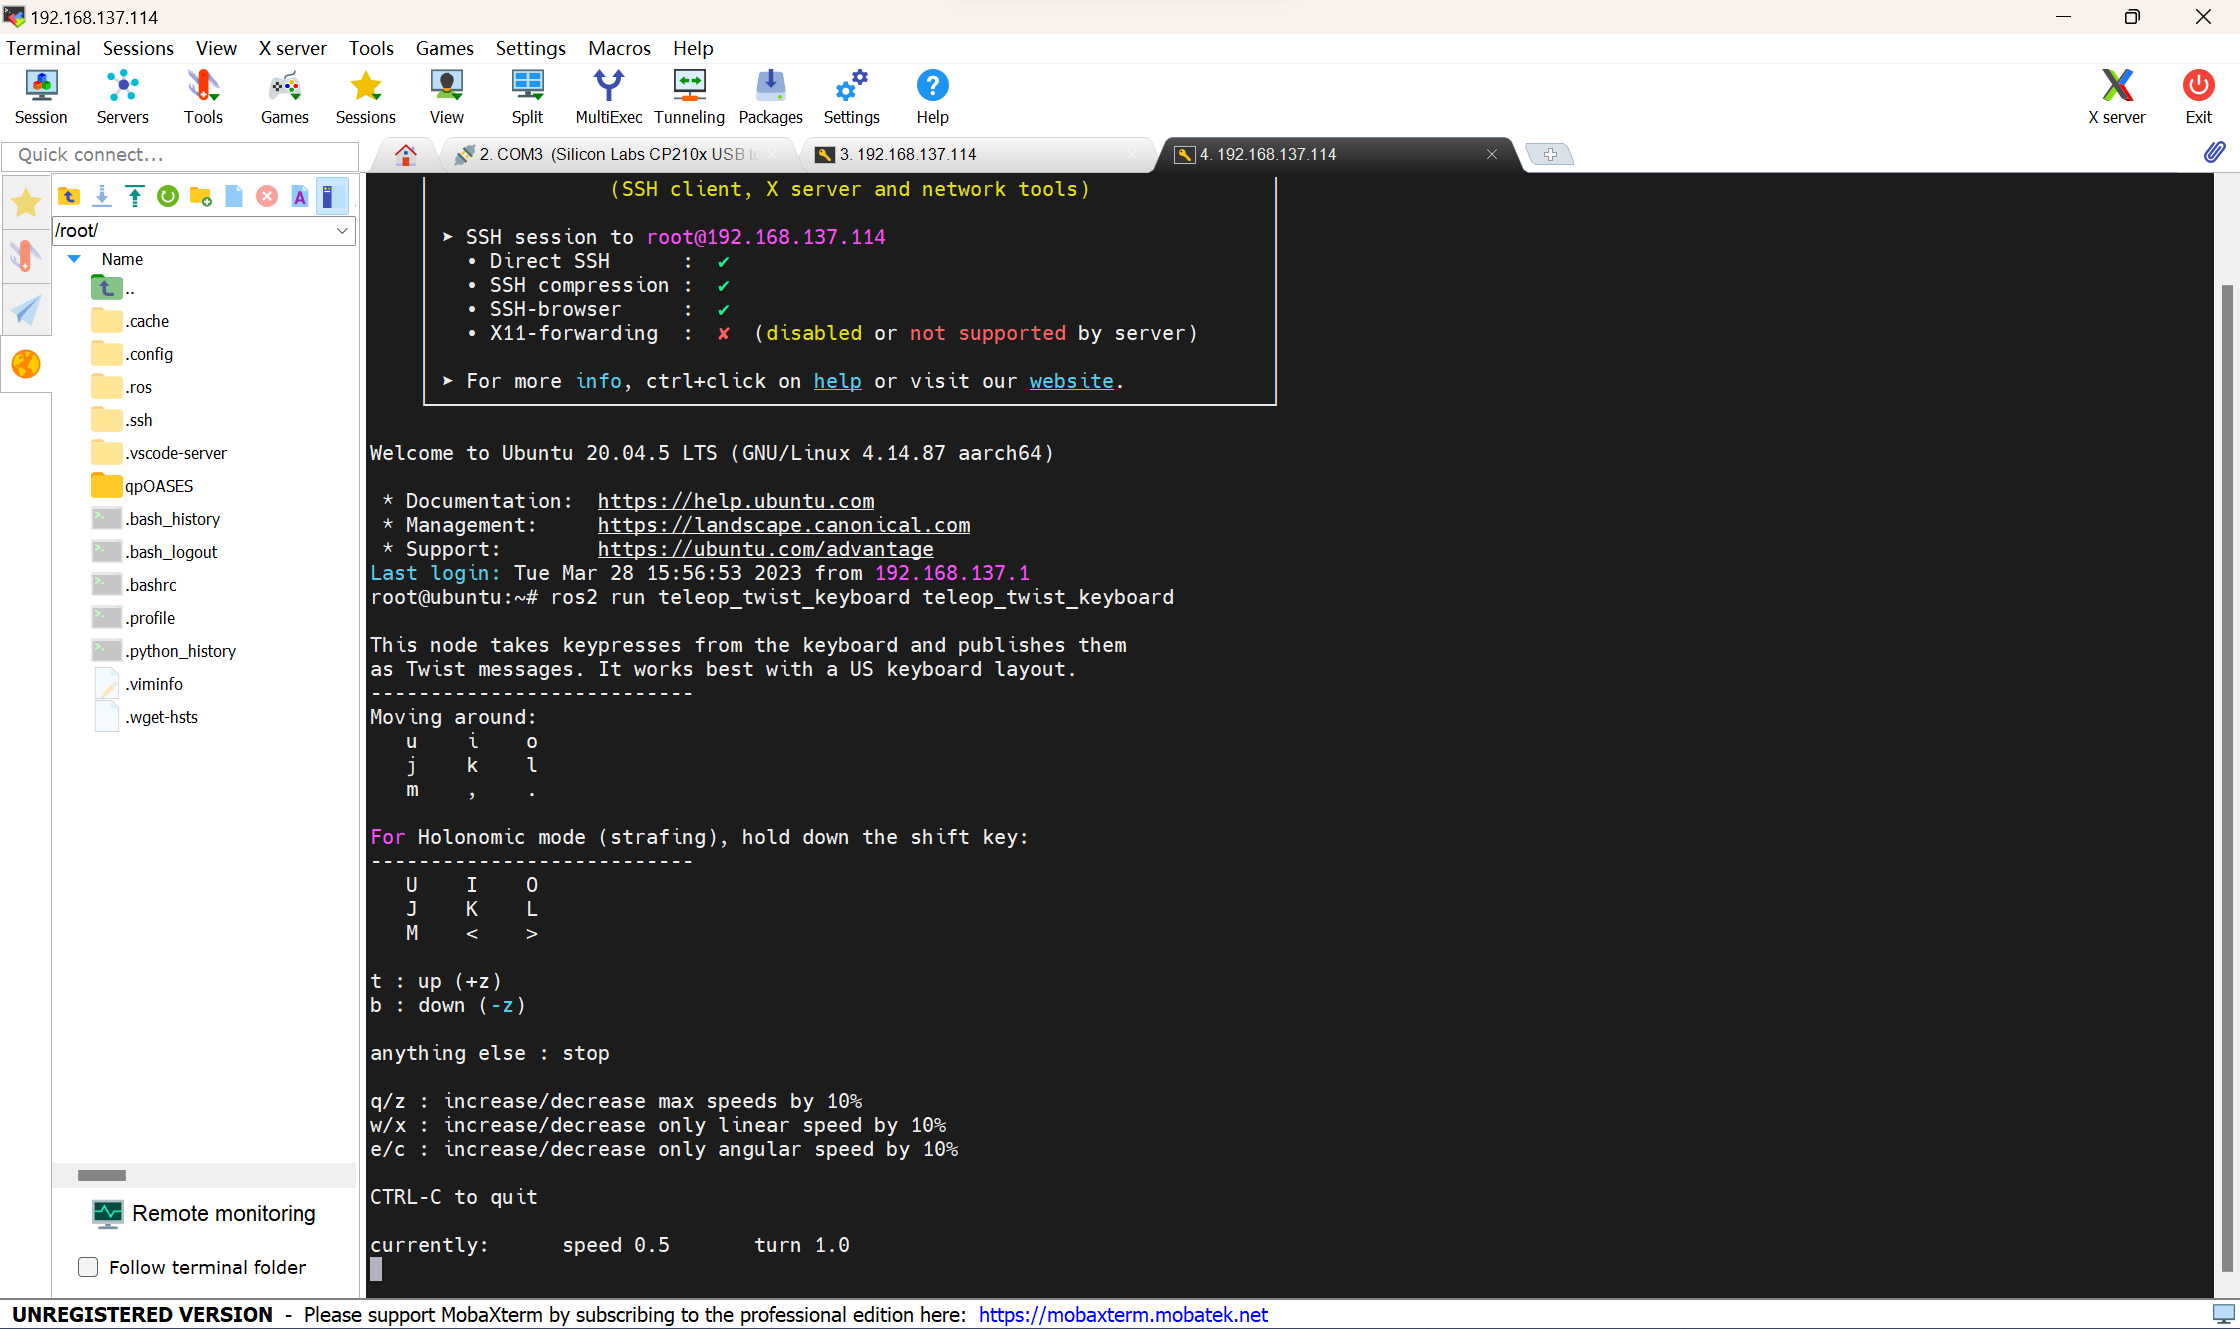 192.168.137.114
Terminal Sessions View X server Tools Games Settings Macros Help
Session Servers Tools Games Sessions View Split MultiExec Tunneling Packages Settings Help X server Exit
Quick connect...
2. COM3 (Silicon Labs CP210x USB to
3. 192.168.137.114
4. 192.168.137.114
/root/
Name
..
.cache
.config
.ros
.ssh
.vscode-server
qpOASES
.bash_history
.bash_logout
.bashrc
.profile
.python_history
.viminfo
.wget-hsts
Remote monitoring
Follow terminal folder
(SSH client, X server and network tools)
➤ SSH session to root@192.168.137.114
• Direct SSH : ✔
• SSH compression : ✔
• SSH-browser : ✔
• X11-forwarding : ✘ (disabled or not supported by server)
➤ For more info, ctrl+click on help or visit our website.
Welcome to Ubuntu 20.04.5 LTS (GNU/Linux 4.14.87 aarch64)
* Documentation: https://help.ubuntu.com
* Management: https://landscape.canonical.com
* Support: https://ubuntu.com/advantage
Last login: Tue Mar 28 15:56:53 2023 from 192.168.137.1
root@ubuntu:~# ros2 run teleop_twist_keyboard teleop_twist_keyboard
This node takes keypresses from the keyboard and publishes them
as Twist messages. It works best with a US keyboard layout.
---------------------------
Moving around:
u i o
j k l
m , .
For Holonomic mode (strafing), hold down the shift key:
---------------------------
U I O
J K L
M < >
t : up (+z)
b : down (-z)
anything else : stop
q/z : increase/decrease max speeds by 10%
w/x : increase/decrease only linear speed by 10%
e/c : increase/decrease only angular speed by 10%
CTRL-C to quit
currently: speed 0.5 turn 1.0
UNREGISTERED VERSION - Please support MobaXterm by subscribing to the professional edition here: https://mobaxterm.mobatek.net